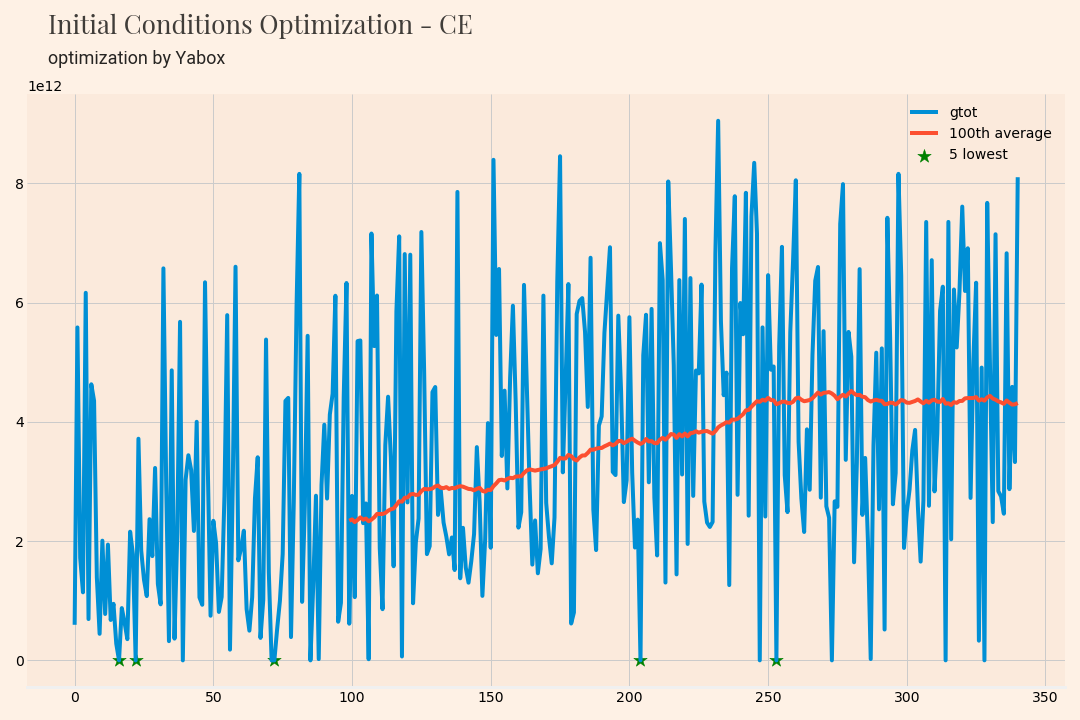 Initial Conditions Optimization - CE
optimization by Yabox
1e12
gtot
100th average
5 lowest
8
6
4
2
0
0
50
100
150
200
250
300
350